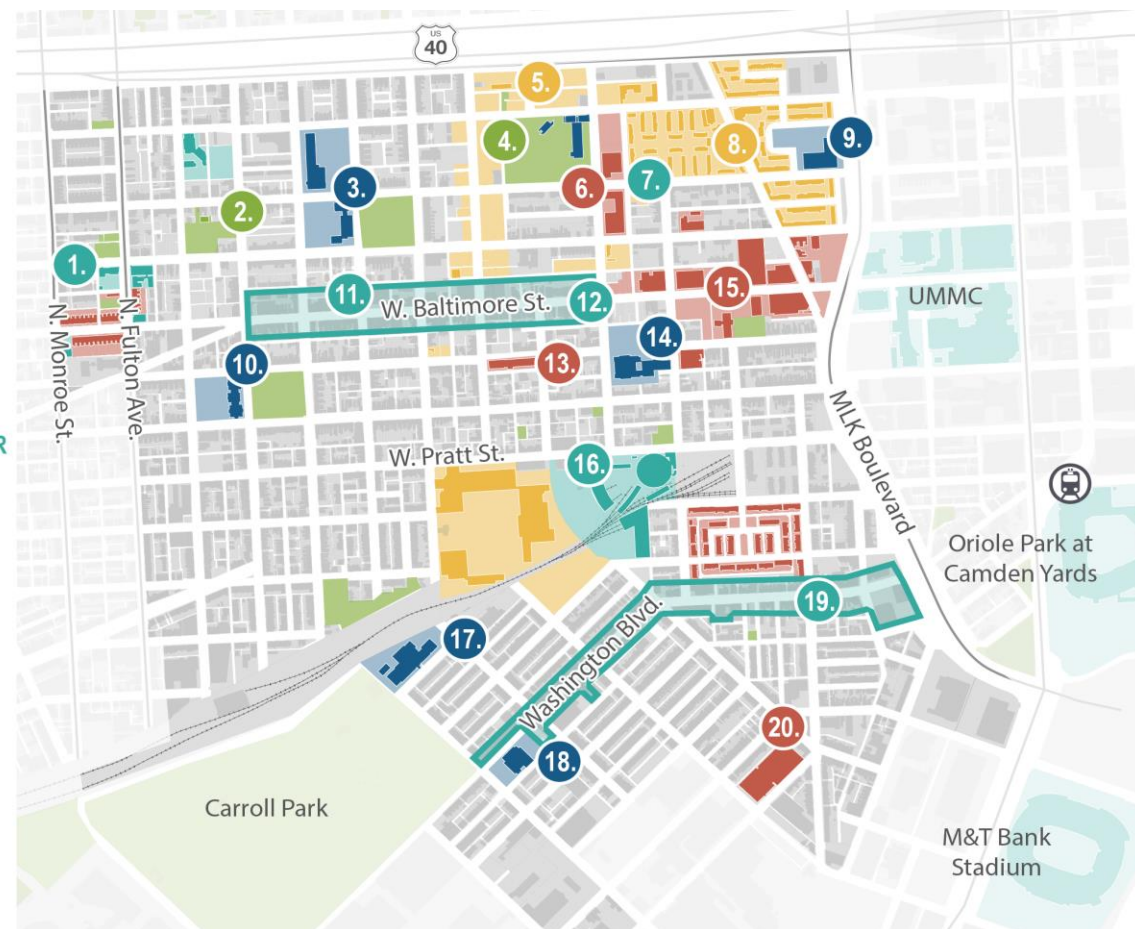 US
40
5.
4.
8.
9.
3.
6.
7.
2.
1.
11.
W. Baltimore St.
12.
15.
UMMC
N. Monroe St.
N. Fulton Ave.
10.
13.
14.
MLK Boulevard
R
W. Pratt St.
16.
Oriole Park at
Camden Yards
17.
19.
Washington Blvd.
18.
20.
Carroll Park
M&T Bank
Stadium